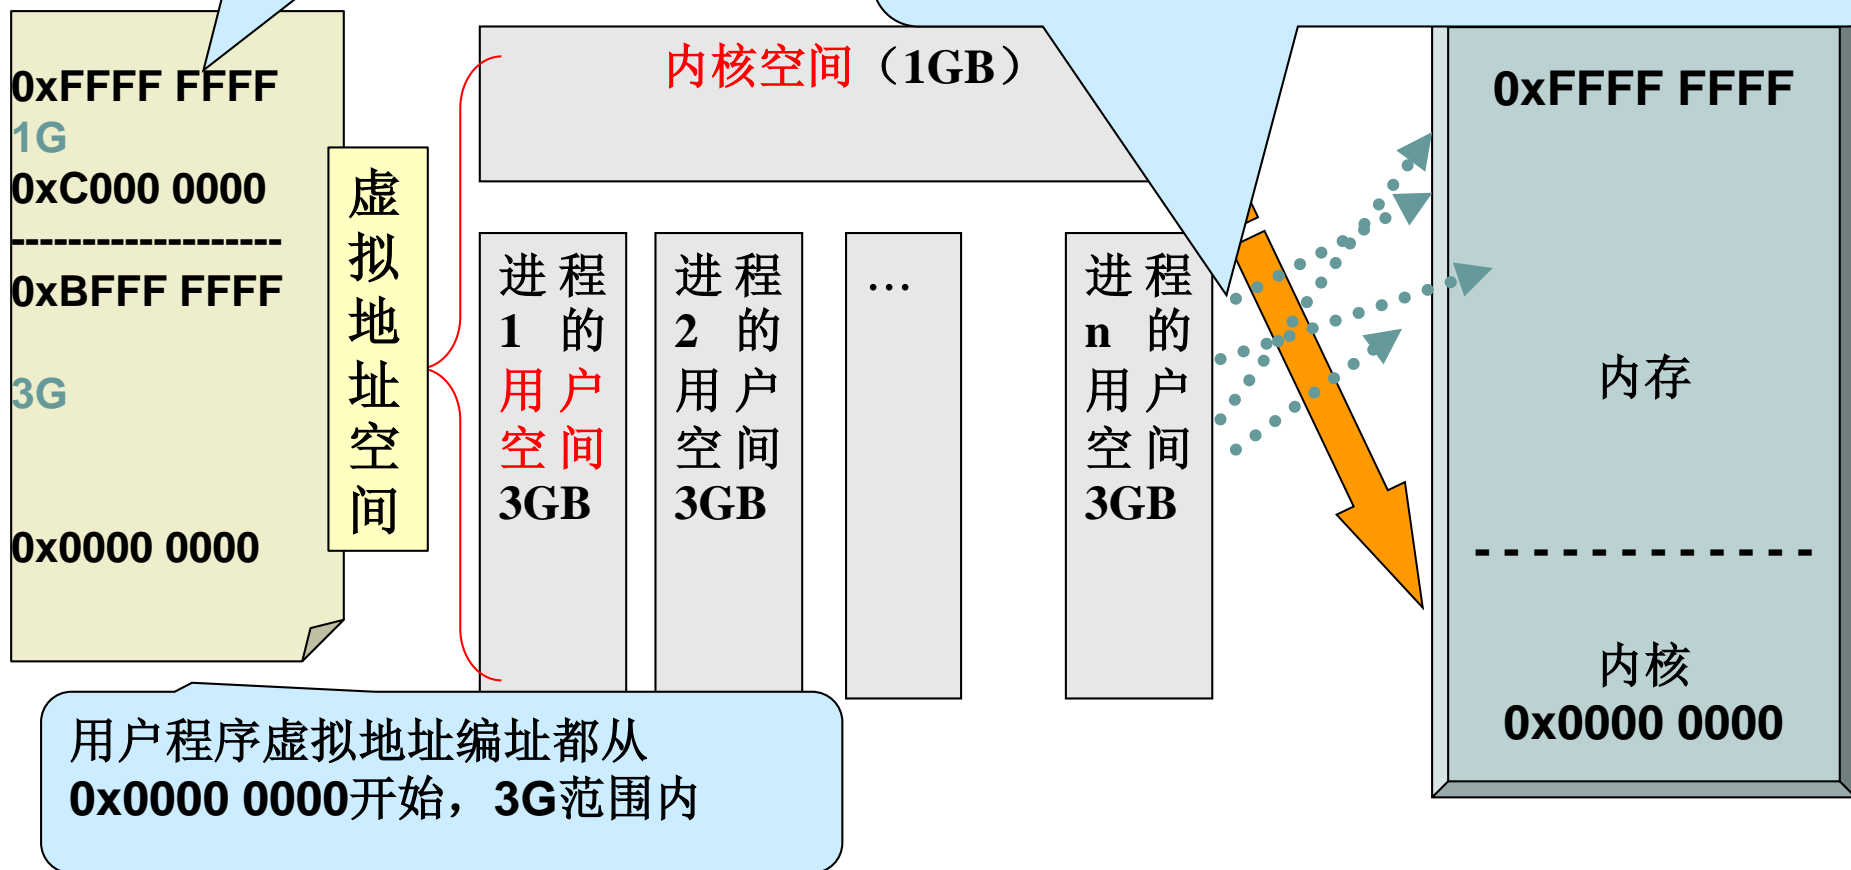 0xFFFF FFFF
1G
0xC000 0000
-------------------
0xBFFF FFFF
3G
0x0000 0000
虚
拟
地
址
空
间
内核空间（1GB）
进 程
1 的
用 户
空 间
3GB
进 程
2 的
用 户
空 间
3GB
…
进 程
n 的
用 户
空 间
3GB
0xFFFF FFFF
内存
- - - - - - - - - - - -
内核
0x0000 0000
用户程序虚拟地址编址都从
0x0000 0000开始，3G范围内